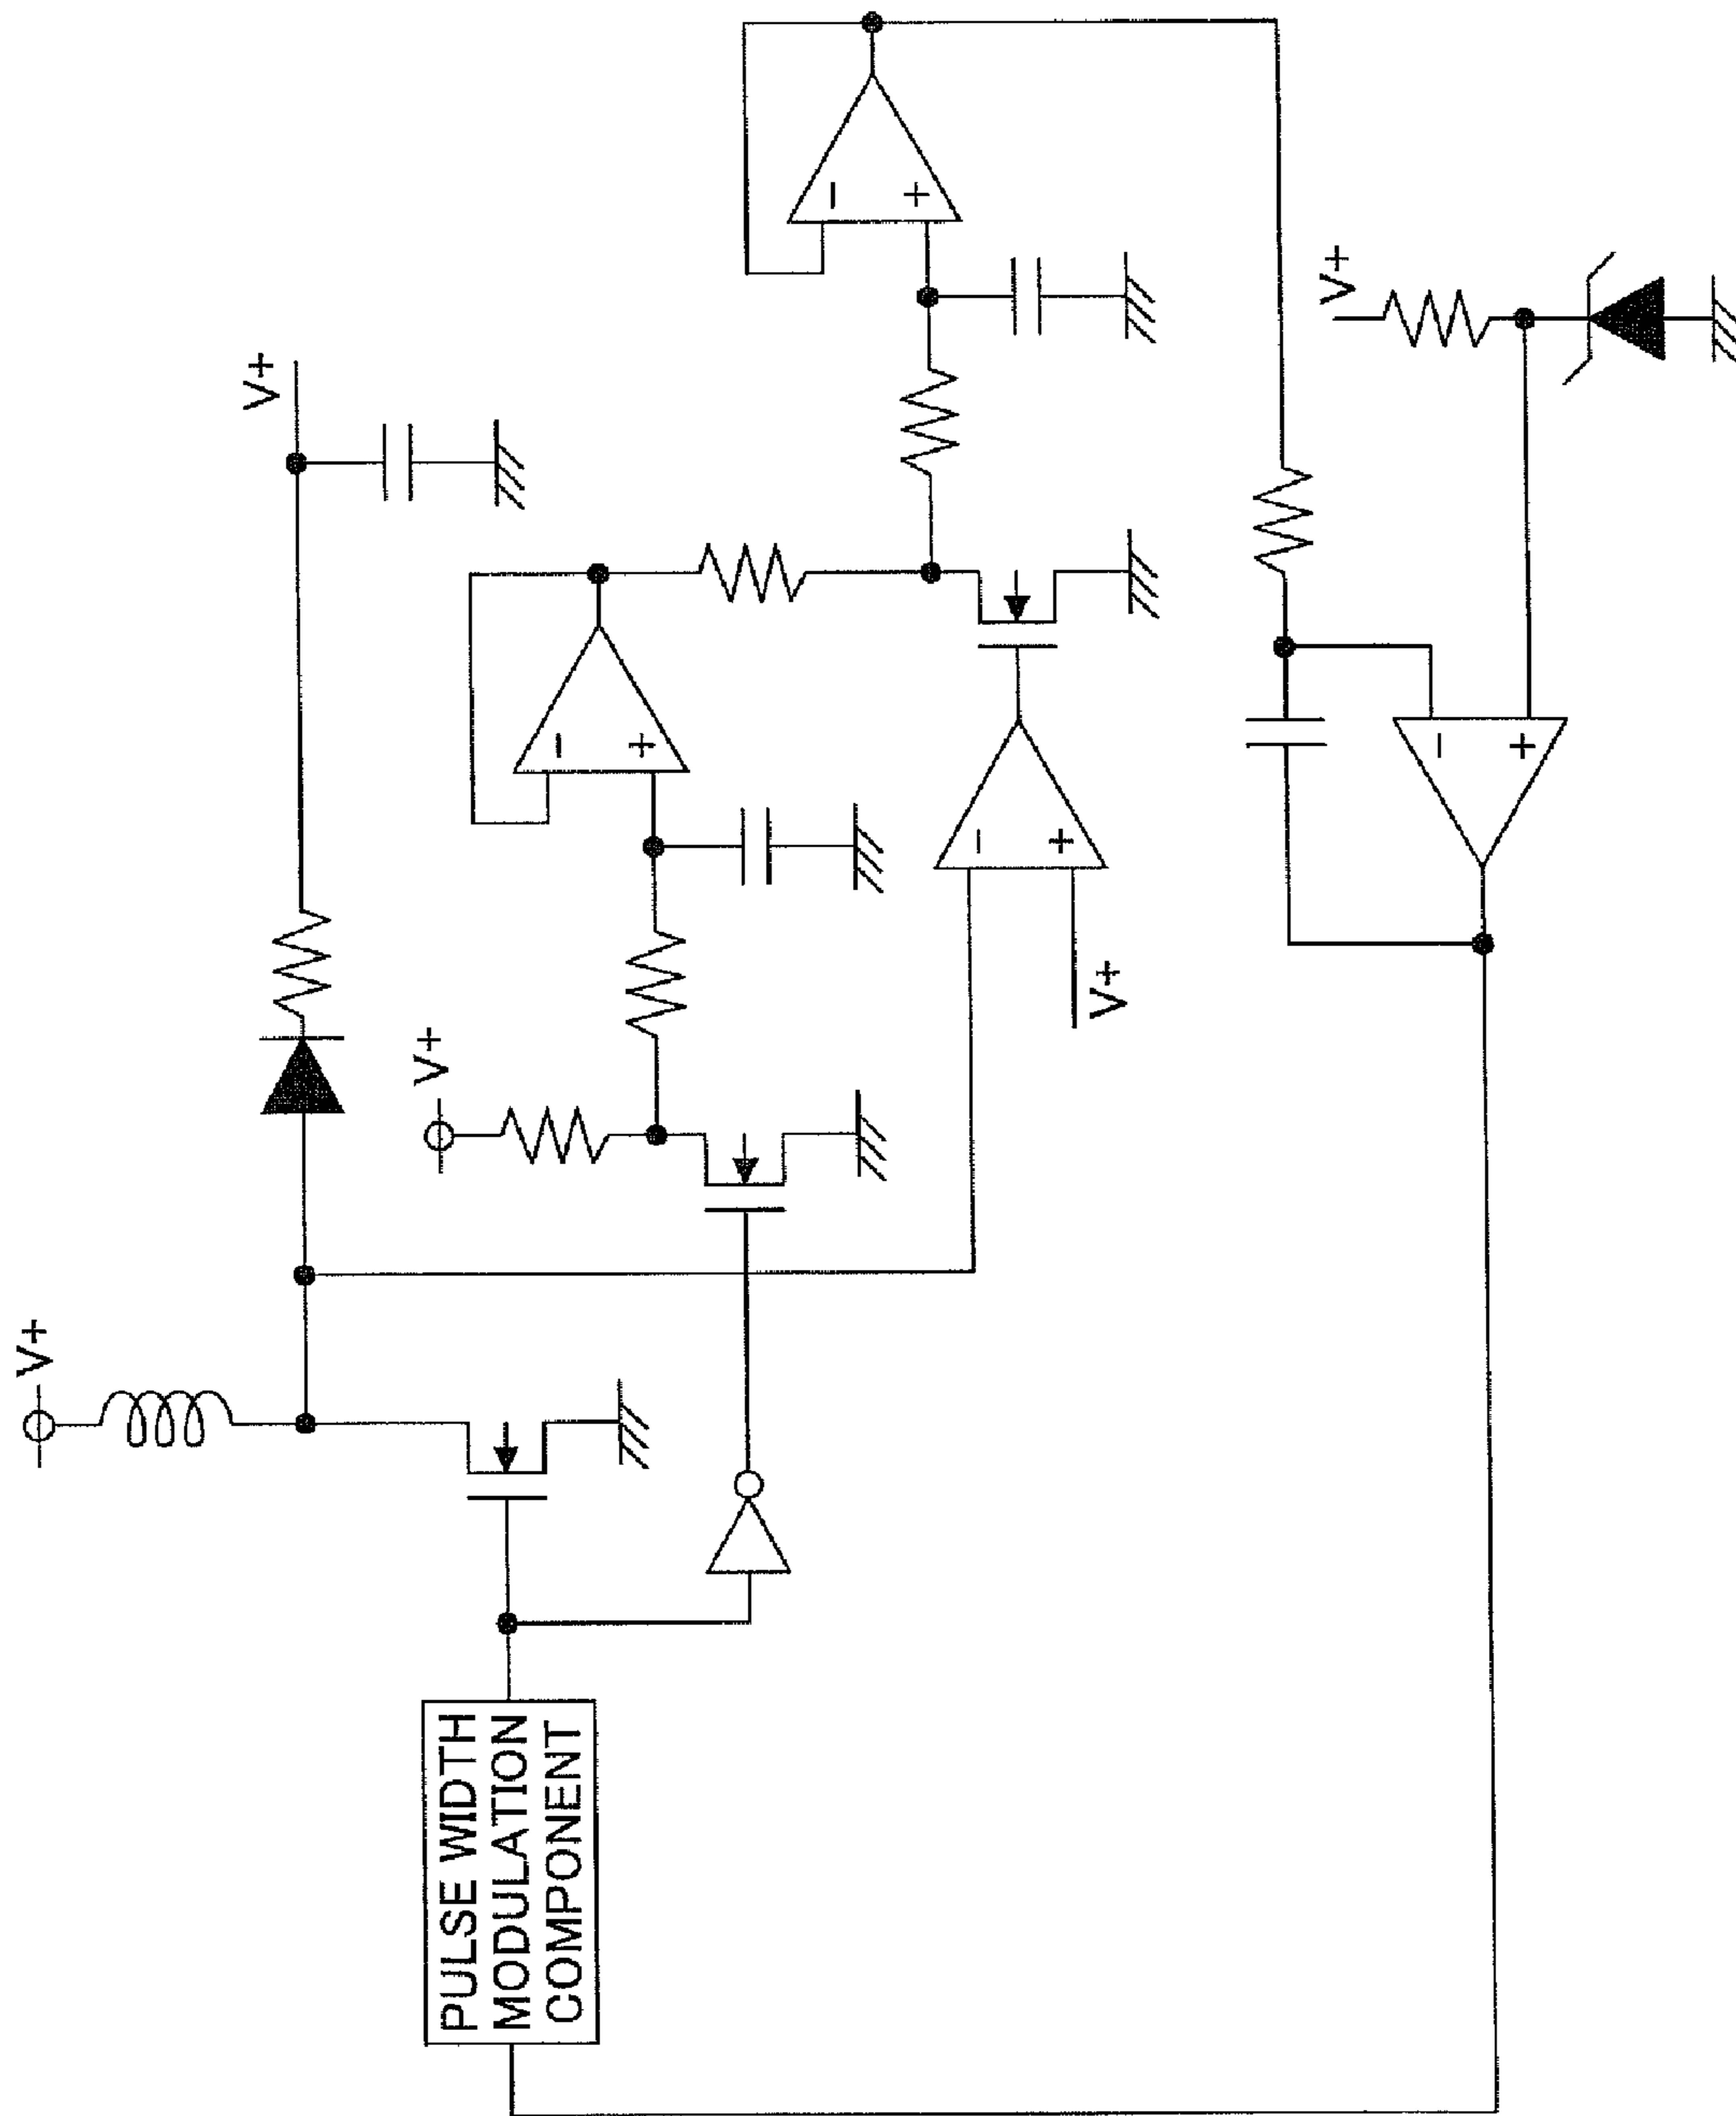 V+
V+
V+
V+
V+
PULSE WIDTH
MODULATION
COMPONENT
-
+
-
+
-
+
-
+